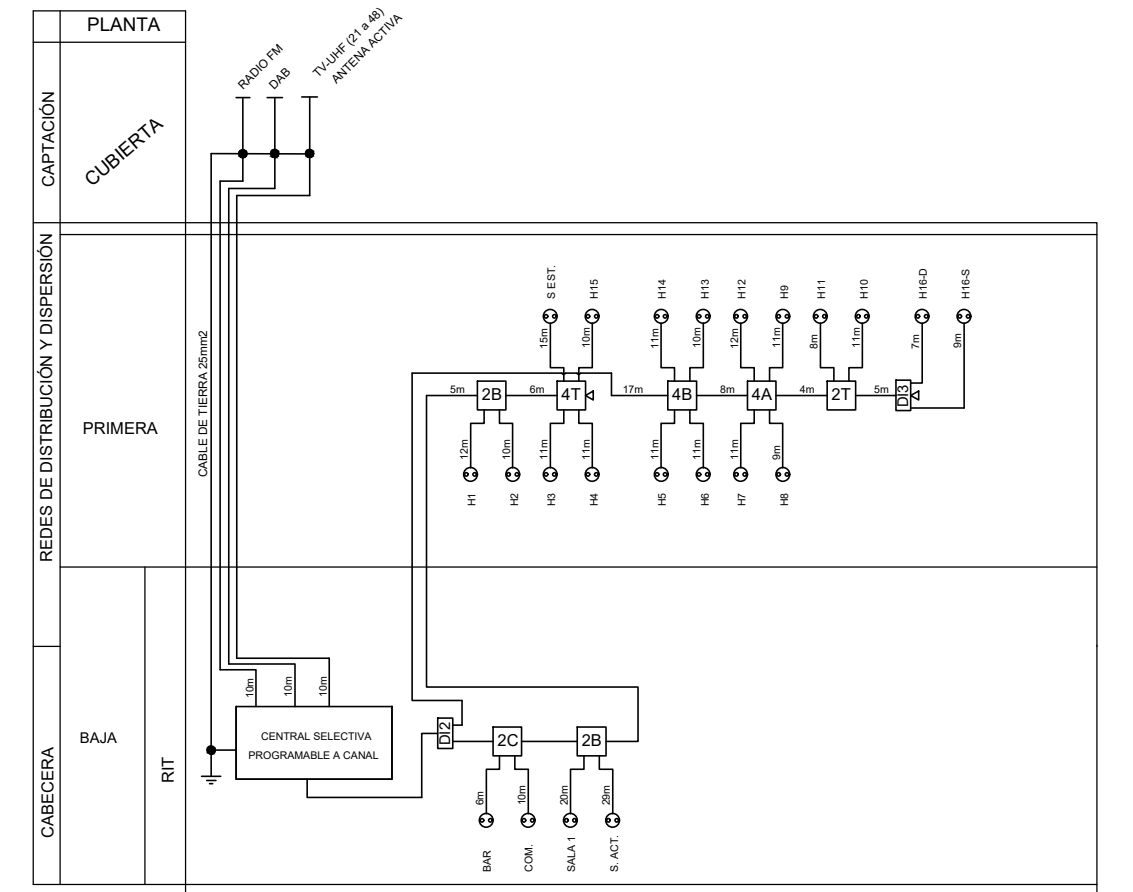 PLANTA
CAPTACIÓN
CUBIERTA
RADIO FM
DAB
TV-UHF (21 a 48)
ANTENA ACTIVA
REDES DE DISTRIBUCIÓN Y DISPERSIÓN
PRIMERA
CABLE DE TIERRA 25mm2
S EST.
H15
H14
H13
H12
H9
H11
H10
H16-D
H16-S
15m
10m
11m
10m
12m
11m
8m
11m
7m
9m
5m
2B
6m
4T
17m
4B
8m
4A
4m
2T
5m
DI3
12m
10m
11m
11m
11m
11m
11m
9m
H1
H2
H3
H4
H5
H6
H7
H8
CABECERA
BAJA
RIT
10m
10m
10m
CENTRAL SELECTIVA
PROGRAMABLE A CANAL
DI2
2C
2B
6m
10m
20m
29m
BAR
COM.
SALA 1
S. ACT.